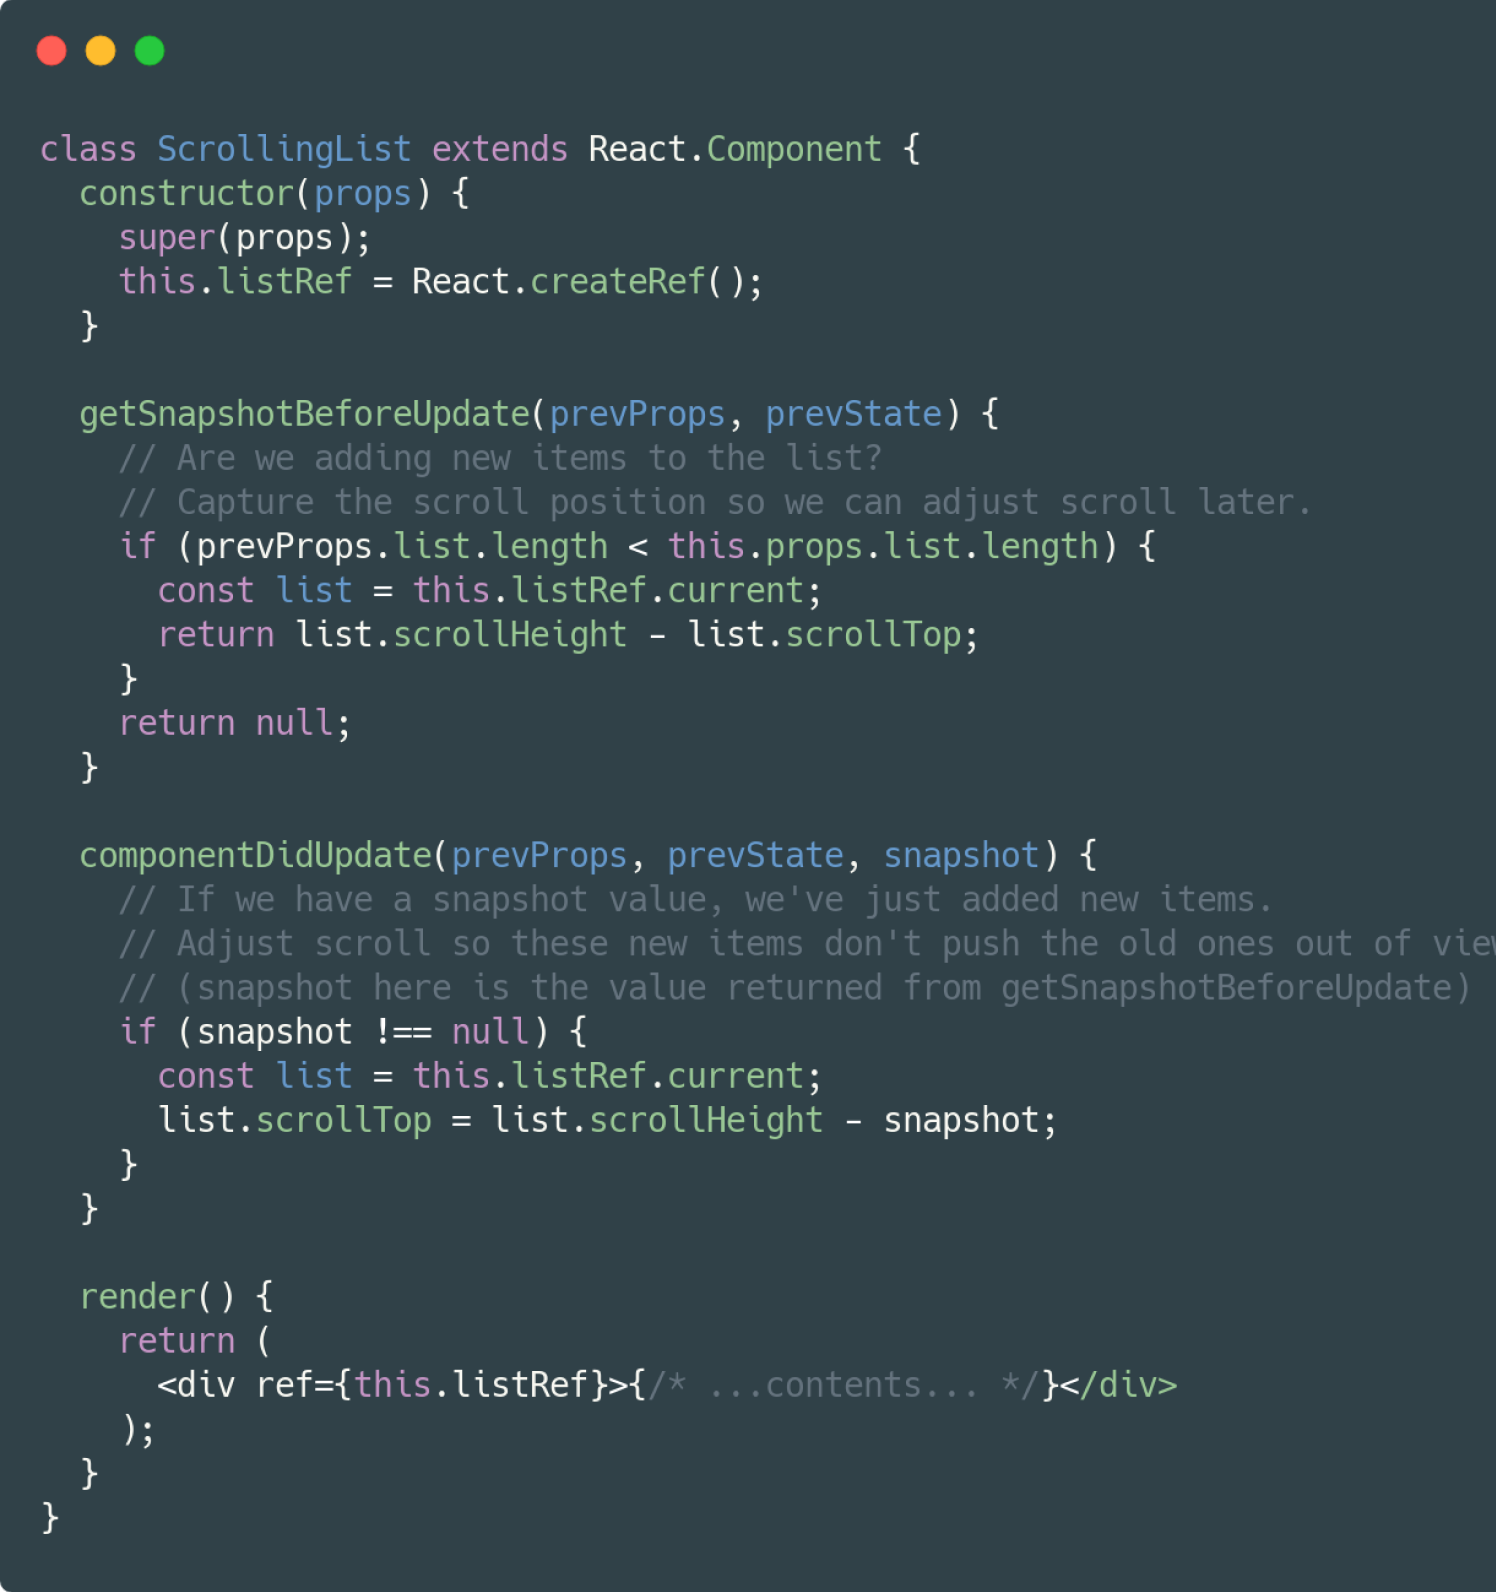 class ScrollingList extends React.Component {
  constructor(props) {
    super(props);
    this.listRef = React.createRef();
  }

  getSnapshotBeforeUpdate(prevProps, prevState) {
    // Are we adding new items to the list?
    // Capture the scroll position so we can adjust scroll later.
    if (prevProps.list.length < this.props.list.length) {
      const list = this.listRef.current;
      return list.scrollHeight - list.scrollTop;
    }
    return null;
  }

  componentDidUpdate(prevProps, prevState, snapshot) {
    // If we have a snapshot value, we've just added new items.
    // Adjust scroll so these new items don't push the old ones out of
    // (snapshot here is the value returned from getSnapshotBeforeUpdate)
    if (snapshot !== null) {
      const list = this.listRef.current;
      list.scrollTop = list.scrollHeight - snapshot;
    }
  }

  render() {
    return (
      <div ref={this.listRef}>{/* ...contents... */}</div>
    );
  }
}